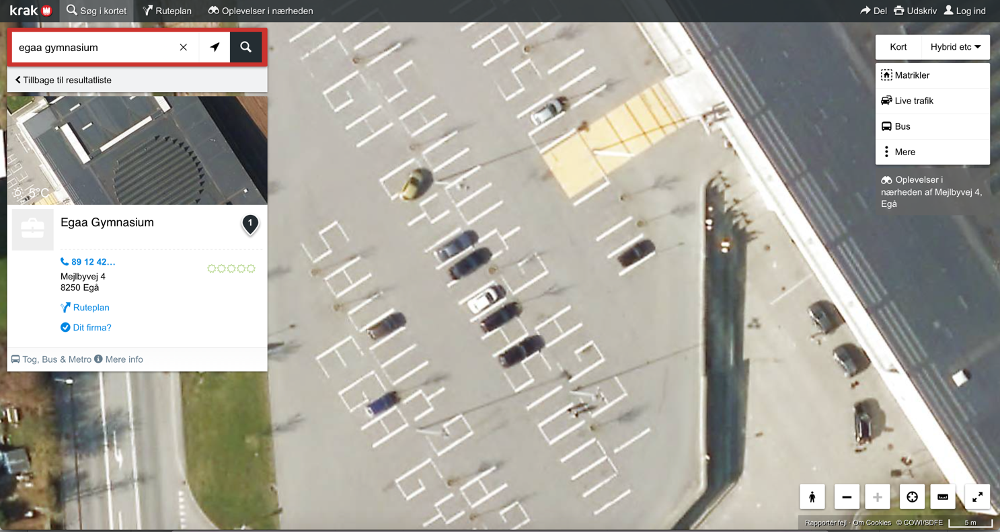 krak
Søg i kortet
Ruteplan
Oplevelser i nærheden
Del
Udskriv
Log ind
egaa gymnasium
Tillbage til resultatliste
5°C
Egaa Gymnasium
1
89 12 42...
Mejlbyvej 4
8250 Egå
Ruteplan
Dit firma?
Tog, Bus & Metro
Mere info
Kort
Hybrid etc
Matrikler
Live trafik
Bus
Mere
Oplevelser i
nærheden af Mejlbyvej 4,
Egå
Rapportér fejl · Om Cookies © COWI/SDFE
5 m